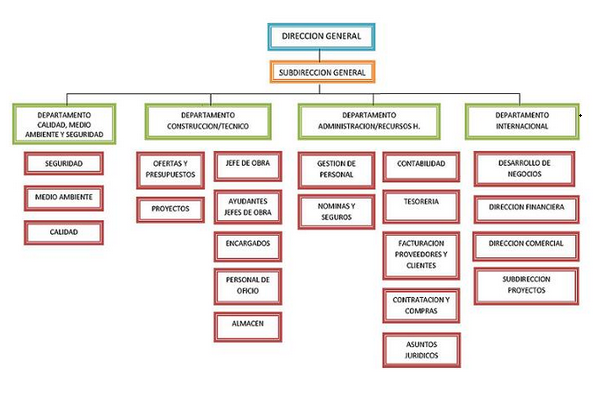 DIRECCION GENERAL
SUBDIRECCION GENERAL
DEPARTAMENTO
CALIDAD, MEDIO
AMBIENTE Y SEGURIDAD
SEGURIDAD
MEDIO AMBIENTE
CALIDAD
DEPARTAMENTO
CONSTRUCCION/TECNICO
OFERTAS Y
PRESUPUESTOS
PROYECTOS
JEFE DE OBRA
AYUDANTES
JEFES DE OBRA
ENCARGADOS
PERSONAL DE
OFICIO
ALMACEN
DEPARTAMENTO
ADMINISTRACION/RECURSOS H.
GESTION DE
PERSONAL
NOMINAS Y
SEGUROS
CONTABILIDAD
TESORERIA
FACTURACION
PROVEEDORES Y
CLIENTES
CONTRATACION Y
COMPRAS
ASUNTOS
JURIDICOS
DEPARTAMENTO
INTERNACIONAL
DESARROLLO DE
NEGOCIOS
DIRECCION FINANCIERA
DIRECCION COMERCIAL
SUBDIRECCION
PROYECTOS